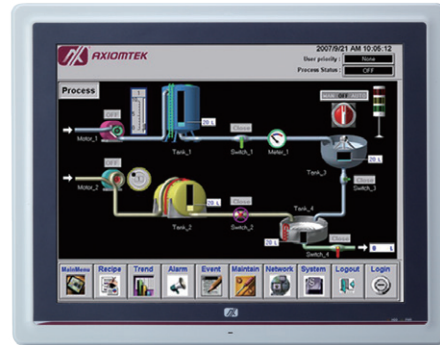 AXIOMTEK
2007/9/21 AM 10:05:12
User priority : None
Process Status : OFF
Process
MAN OFF AUTO
OFF
Motor_1
20 L
Tank_1
Close
Switch_1
Meter_1
Tank_3
20 L
OFF
Motor_2
Close
Switch_3
20 L
Tank_2
Close
Switch_2
Tank_4
20 L
Close
Switch_4
0 L
MainMenu Recipe Trend Alarm Event Maintain Network System Logout Login